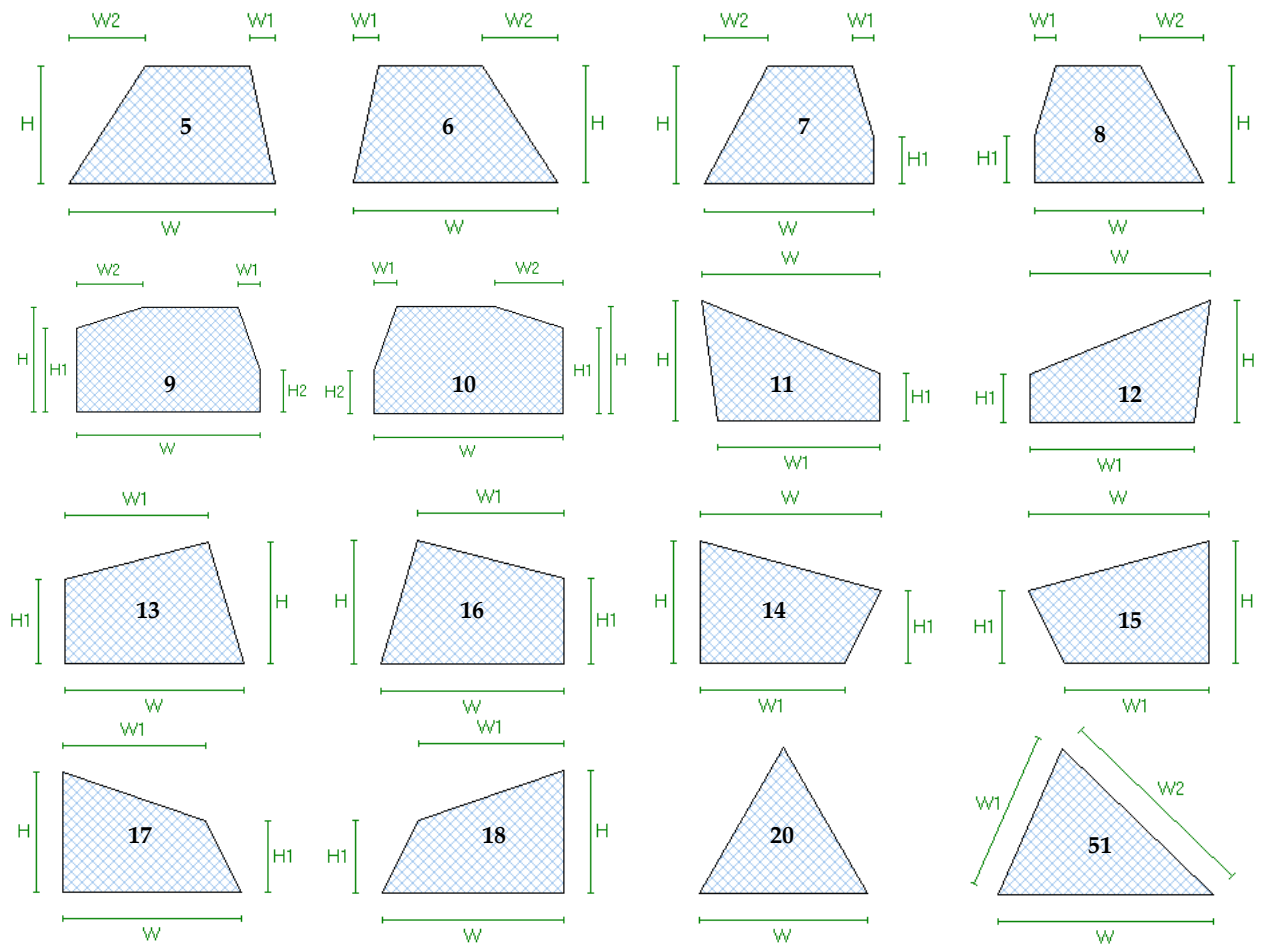 W2 W1 W1 W2 W2 W1 W1 W2
H 5 6 H H 7 H1 H1 8 H
W W W W
W2 W1 W1 W2 W W
H H1 9 H2 H2 10 H1 H H 11 H1 H1 12 H
W W W1 W1
W1 W1 W W
H1 13 H H 16 H1 H 14 H1 H1 15 H
W W W1 W1
W1 W1
H 17 H1 H1 18 H 20 W1 51 W2
W W W W